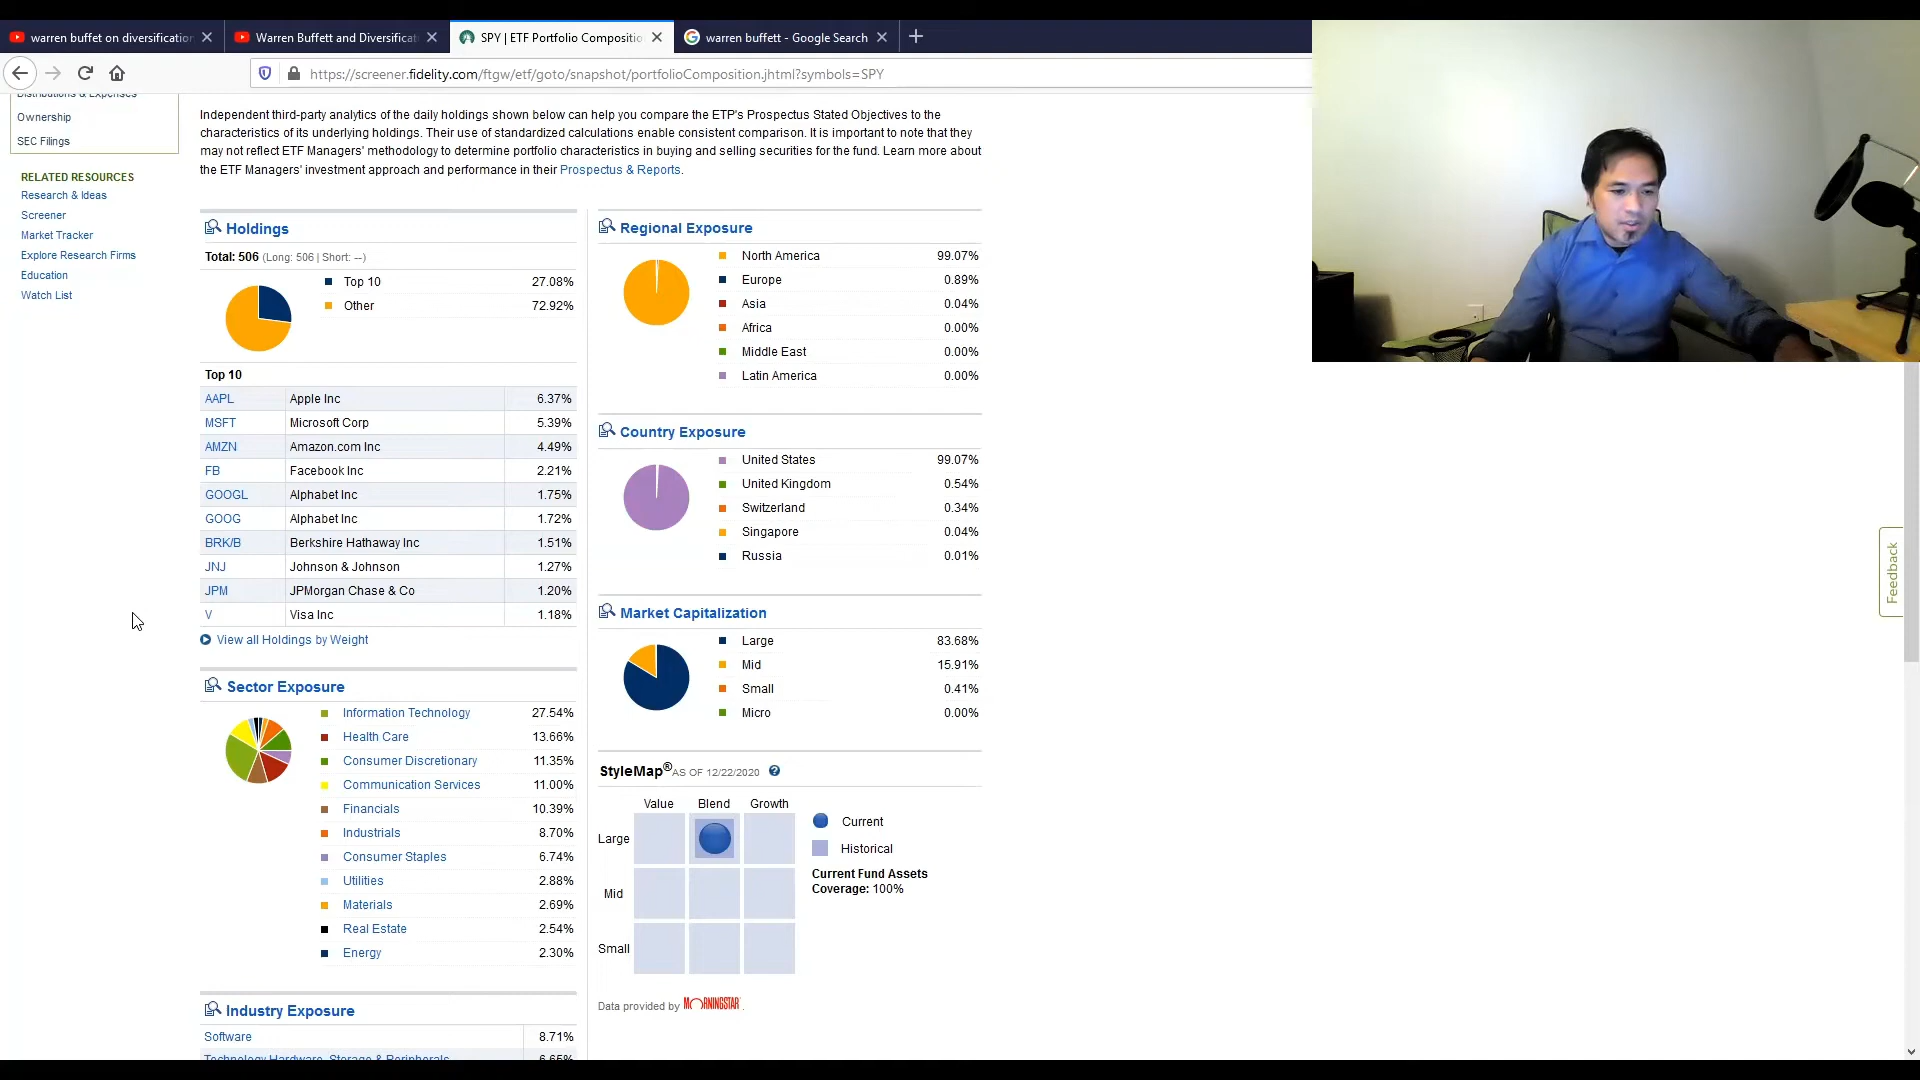 warren buffet on diversification
Warren Buffett and Diversificat
SPY | ETF Portfolio Compositio
warren buffett - Google Search
https://screener.fidelity.com/ftgw/etf/goto/snapshot/portfolioComposition.jhtml?symbols=SPY
Distributions & Expenses
Ownership
SEC Filings
RELATED RESOURCES
Research & Ideas
Screener
Market Tracker
Explore Research Firms
Education
Watch List
Independent third-party analytics of the daily holdings shown below can help you compare the ETP's Prospectus Stated Objectives to the
characteristics of its underlying holdings. Their use of standardized calculations enable consistent comparison. It is important to note that they
may not reflect ETF Managers' methodology to determine portfolio characteristics in buying and selling securities for the fund. Learn more about
the ETF Managers' investment approach and performance in their Prospectus & Reports.
Holdings
Total: 506 (Long: 506 | Short: --)
Top 10 27.08%
Other 72.92%
Top 10
AAPL Apple Inc 6.37%
MSFT Microsoft Corp 5.39%
AMZN Amazon.com Inc 4.49%
FB Facebook Inc 2.21%
GOOGL Alphabet Inc 1.75%
GOOG Alphabet Inc 1.72%
BRK/B Berkshire Hathaway Inc 1.51%
JNJ Johnson & Johnson 1.27%
JPM JPMorgan Chase & Co 1.20%
V Visa Inc 1.18%
View all Holdings by Weight
Sector Exposure
Information Technology 27.54%
Health Care 13.66%
Consumer Discretionary 11.35%
Communication Services 11.00%
Financials 10.39%
Industrials 8.70%
Consumer Staples 6.74%
Utilities 2.88%
Materials 2.69%
Real Estate 2.54%
Energy 2.30%
Industry Exposure
Software 8.71%
Technology Hardware, Storage & Peripherals 6.65%
Regional Exposure
North America 99.07%
Europe 0.89%
Asia 0.04%
Africa 0.00%
Middle East 0.00%
Latin America 0.00%
Country Exposure
United States 99.07%
United Kingdom 0.54%
Switzerland 0.34%
Singapore 0.04%
Russia 0.01%
Market Capitalization
Large 83.68%
Mid 15.91%
Small 0.41%
Micro 0.00%
StyleMap® AS OF 12/22/2020 ?
Value Blend Growth
Large
Mid
Small
Current
Historical
Current Fund Assets
Coverage: 100%
Data provided by MORNINGSTAR.
Feedback